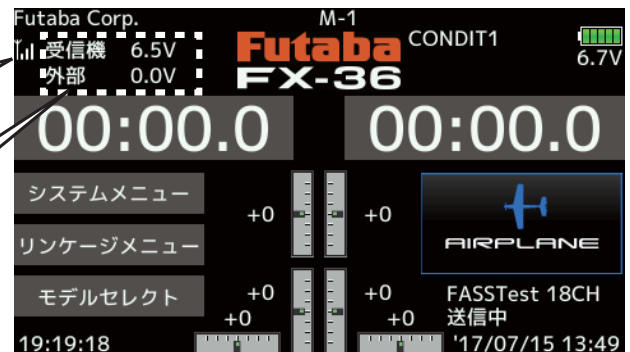 Futaba Corp.
M-1
受信機 6.5V
外部 0.0V
Futaba
FX-36
CONDIT1
6.7V
00:00.0
00:00.0
システムメニュー
リンケージメニュー
モデルセレクト
+0
+0
+0
+0
+0
+0
AIRPLANE
FASSTest 18CH
送信中
19:19:18
'17/07/15 13:49